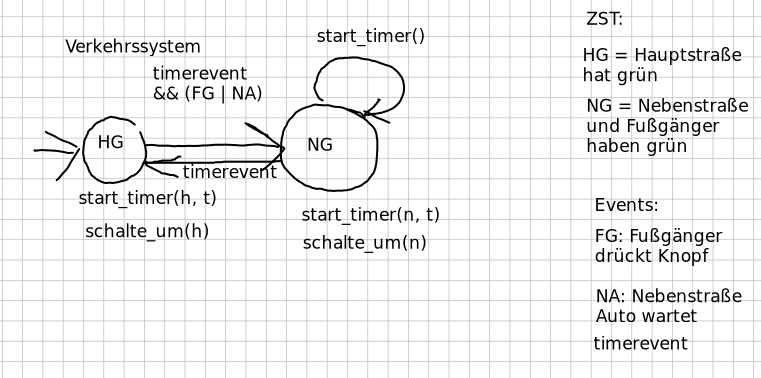 Verkehrssystem
timerevent
&& (FG | NA)
start_timer()
HG
NG
timerevent
start_timer(h, t)
schalte_um(h)
start_timer(n, t)
schalte_um(n)
ZST:
HG = Hauptstraße
hat grün
NG = Nebenstraße
und Fußgänger
haben grün
Events:
FG: Fußgänger
drückt Knopf
NA: Nebenstraße
Auto wartet
timerevent